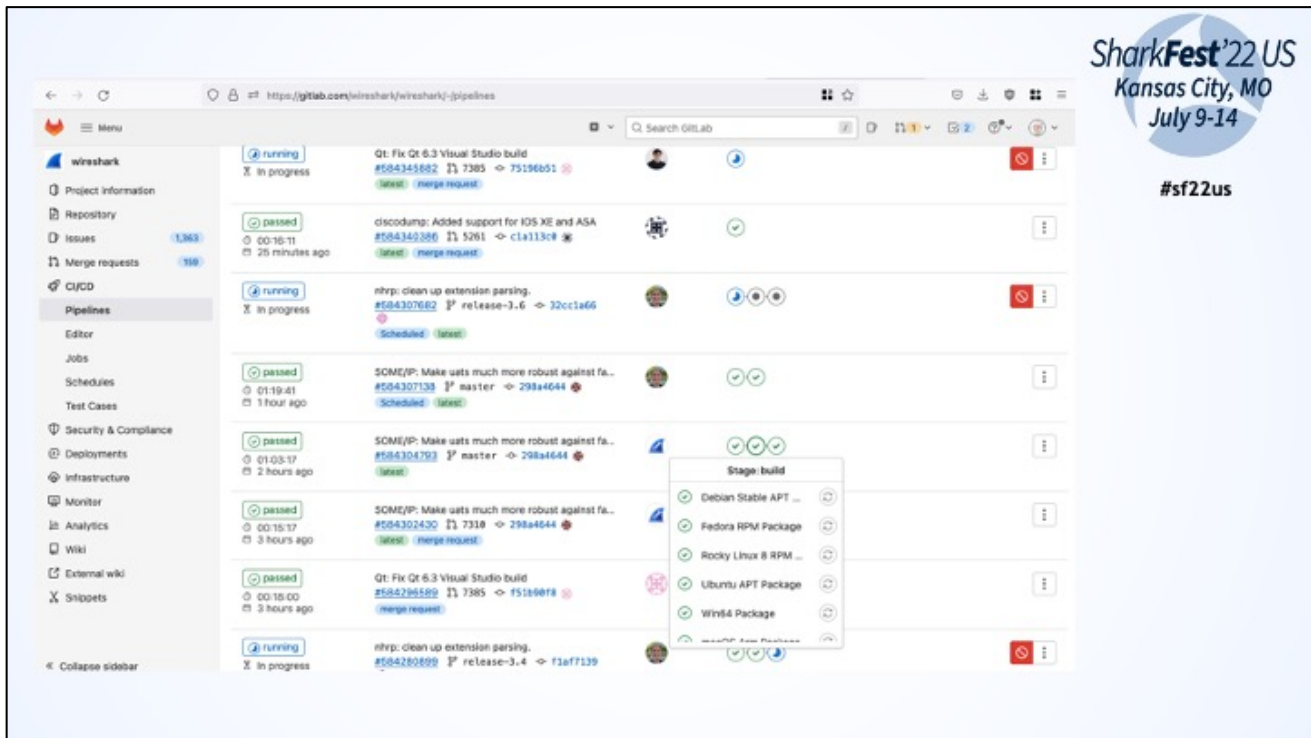 SharkFest'22 US
Kansas City, MO
July 9-14
#sf22us
https://gitlab.com/wireshark/wireshark/-/pipelines
Menu
Search GitLab
/
1
2
wireshark
Project information
Repository
Issues 1,363
Merge requests 159
CI/CD
Pipelines
Editor
Jobs
Schedules
Test Cases
Security & Compliance
Deployments
Infrastructure
Monitor
Analytics
Wiki
External wiki
Snippets
Collapse sidebar
running
In progress
Qt: Fix Qt 6.3 Visual Studio build
#584345882 7385 75196b51
latest merge request
passed
00:16:11
25 minutes ago
ciscodump: Added support for IOS XE and ASA
#584340386 5261 c1a113c0
latest merge request
running
In progress
nhrp: clean up extension parsing.
#584307682 release-3.6 32cc1a66
Scheduled latest
passed
01:19:41
1 hour ago
SOME/IP: Make uats much more robust against fa...
#584307138 master 298a4644
Scheduled latest
passed
01:03:17
2 hours ago
SOME/IP: Make uats much more robust against fa...
#584304793 master 298a4644
latest
passed
00:15:17
3 hours ago
SOME/IP: Make uats much more robust against fa...
#584302430 7310 298a4644
latest merge request
passed
00:18:00
3 hours ago
Qt: Fix Qt 6.3 Visual Studio build
#584296589 7385 f51b90f8
merge request
running
In progress
nhrp: clean up extension parsing.
#584280899 release-3.4 f1af7139
Stage: build
Debian Stable APT ...
Fedora RPM Package
Rocky Linux 8 RPM ...
Ubuntu APT Package
Win64 Package
macOS Arm Package